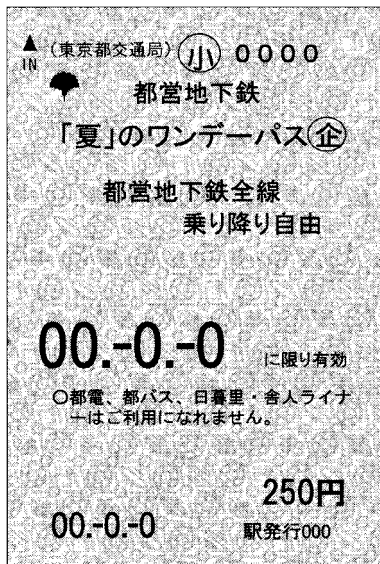 ▲ (東京都交通局) ㊛ 0000
IN
都営地下鉄
「夏」のワンデーパス㊭
都営地下鉄全線
乗り降り自由
00.-0.-0 に限り有効
○都電、都バス、日暮里・舎人ライナ
ーはご利用になれません。
250円
00.-0.-0 駅発行000